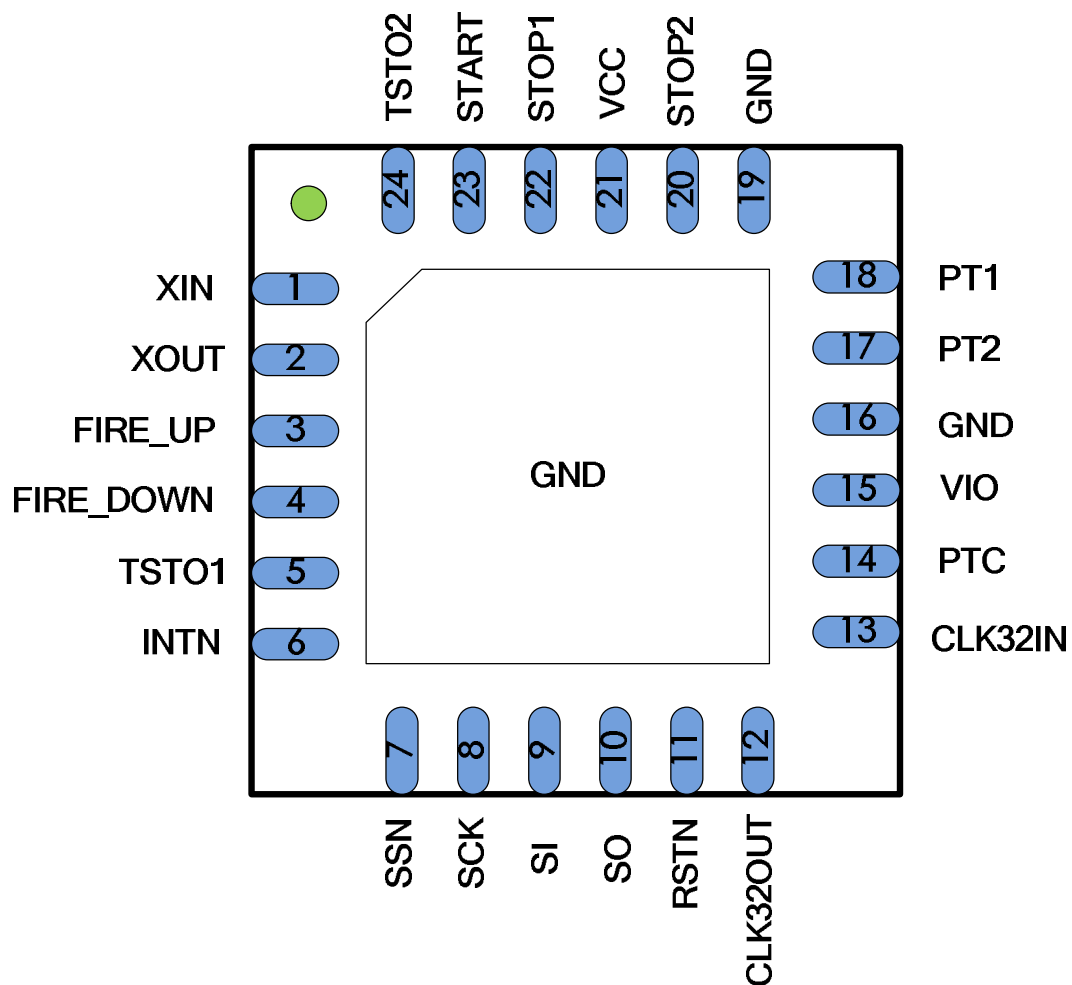 TSTO2
START
STOP1
VCC
STOP2
GND
24
23
22
21
20
19
XIN 1
XOUT 2
FIRE_UP 3
FIRE_DOWN 4
TSTO1 5
INTN 6
GND
18 PT1
17 PT2
16 GND
15 VIO
14 PTC
13 CLK32IN
7
8
9
10
11
12
SSN
SCK
SI
SO
RSTN
CLK32OUT